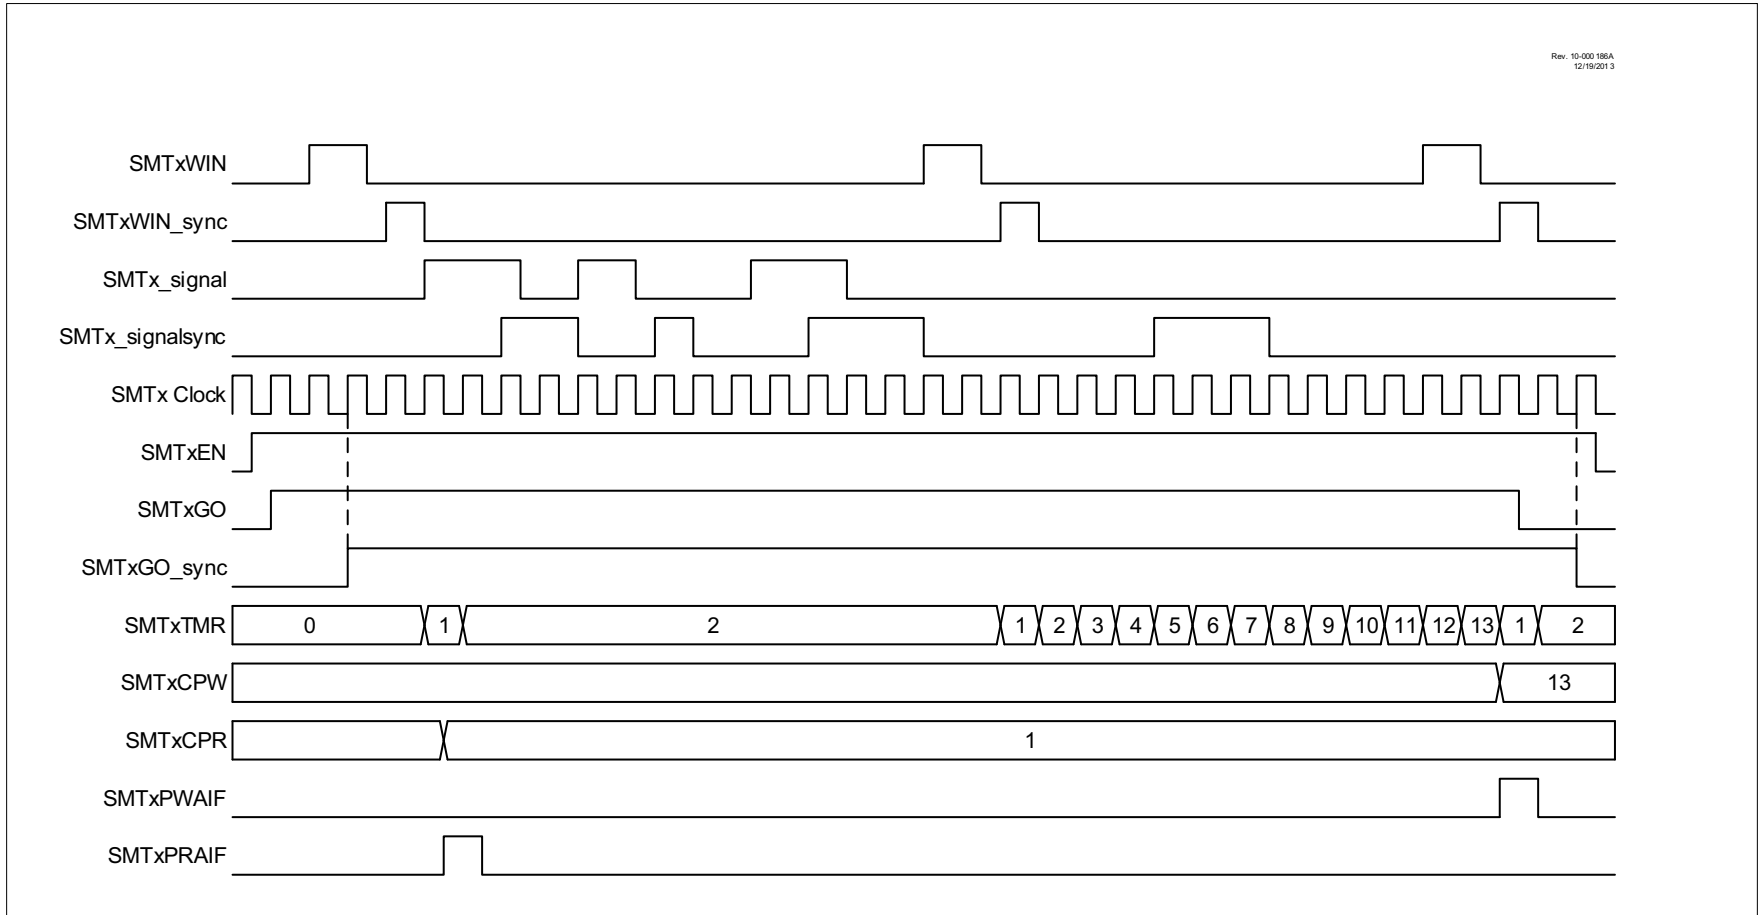 Rev. 10-000 186A
12/19/201 3
SMTxWIN
SMTxWIN_sync
SMTx_signal
SMTx_signalsync
SMTx Clock
SMTxEN
SMTxGO
SMTxGO_sync
SMTxTMR 0 1 2 1 2 3 4 5 6 7 8 9 10 11 12 13 1 2
SMTxCPW 13
SMTxCPR 1
SMTxPWAIF
SMTxPRAIF